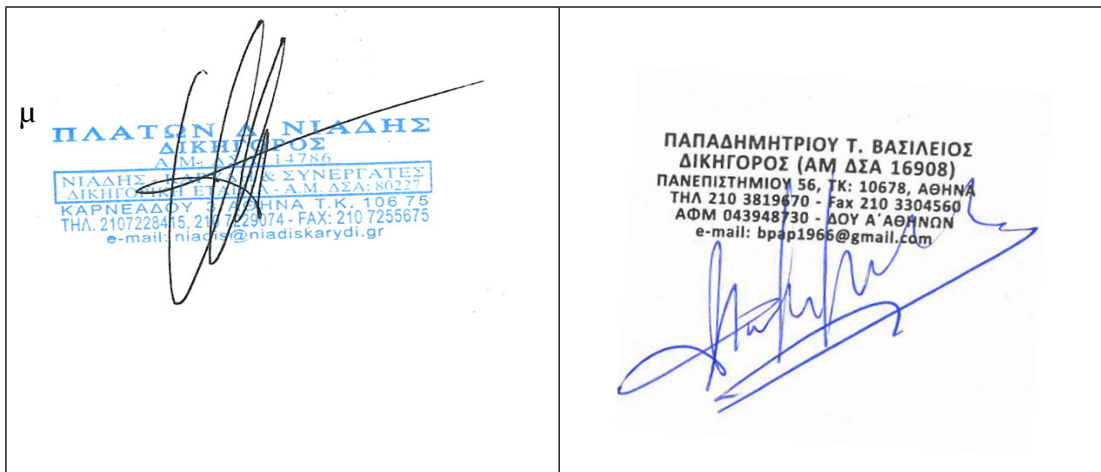 μ
ΠΛΑΤΩΝ Δ. ΝΙΑΔΗΣ
ΔΙΚΗΓΟΡΟΣ
Α.Μ. ΔΣΑ 14786
ΝΙΑΔΗΣ & ΣΥΝΕΡΓΑΤΕΣ
ΔΙΚΗΓΟΡΙΚΗ ΕΤΑΙΡΙΑ - Α.Μ. ΔΣΑ: 80227
ΚΑΡΝΕΑΔΟΥ ΑΘΗΝΑ Τ.Κ. 106 75
ΤΗΛ. 2107228415, 210 7229074 - FAX: 210 7255675
e-mail: niadis@niadiskarydi.gr
ΠΑΠΑΔΗΜΗΤΡΙΟΥ Τ. ΒΑΣΙΛΕΙΟΣ
ΔΙΚΗΓΟΡΟΣ (ΑΜ ΔΣΑ 16908)
ΠΑΝΕΠΙΣΤΗΜΙΟΥ 56, ΤΚ: 10678, ΑΘΗΝΑ
ΤΗΛ 210 3819670 - Fax 210 3304560
ΑΦΜ 043948730 - ΔΟΥ Α΄ΑΘΗΝΩΝ
e-mail: bpap1966@gmail.com